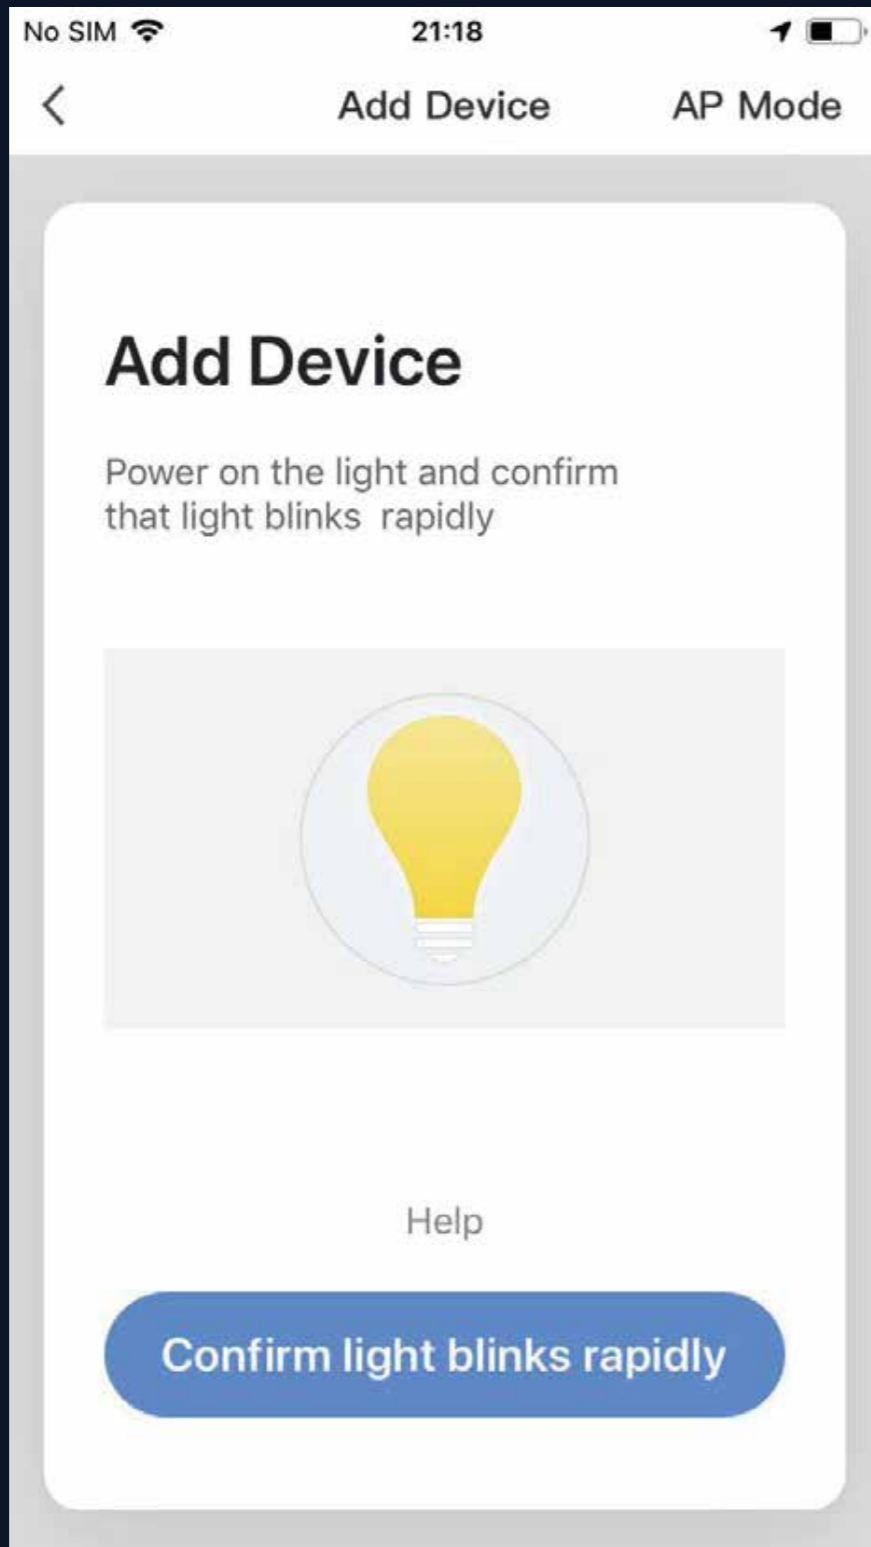 No SIM
21:18
Add Device
AP Mode
Add Device
Power on the light and confirm
that light blinks  rapidly
Help
Confirm light blinks rapidly